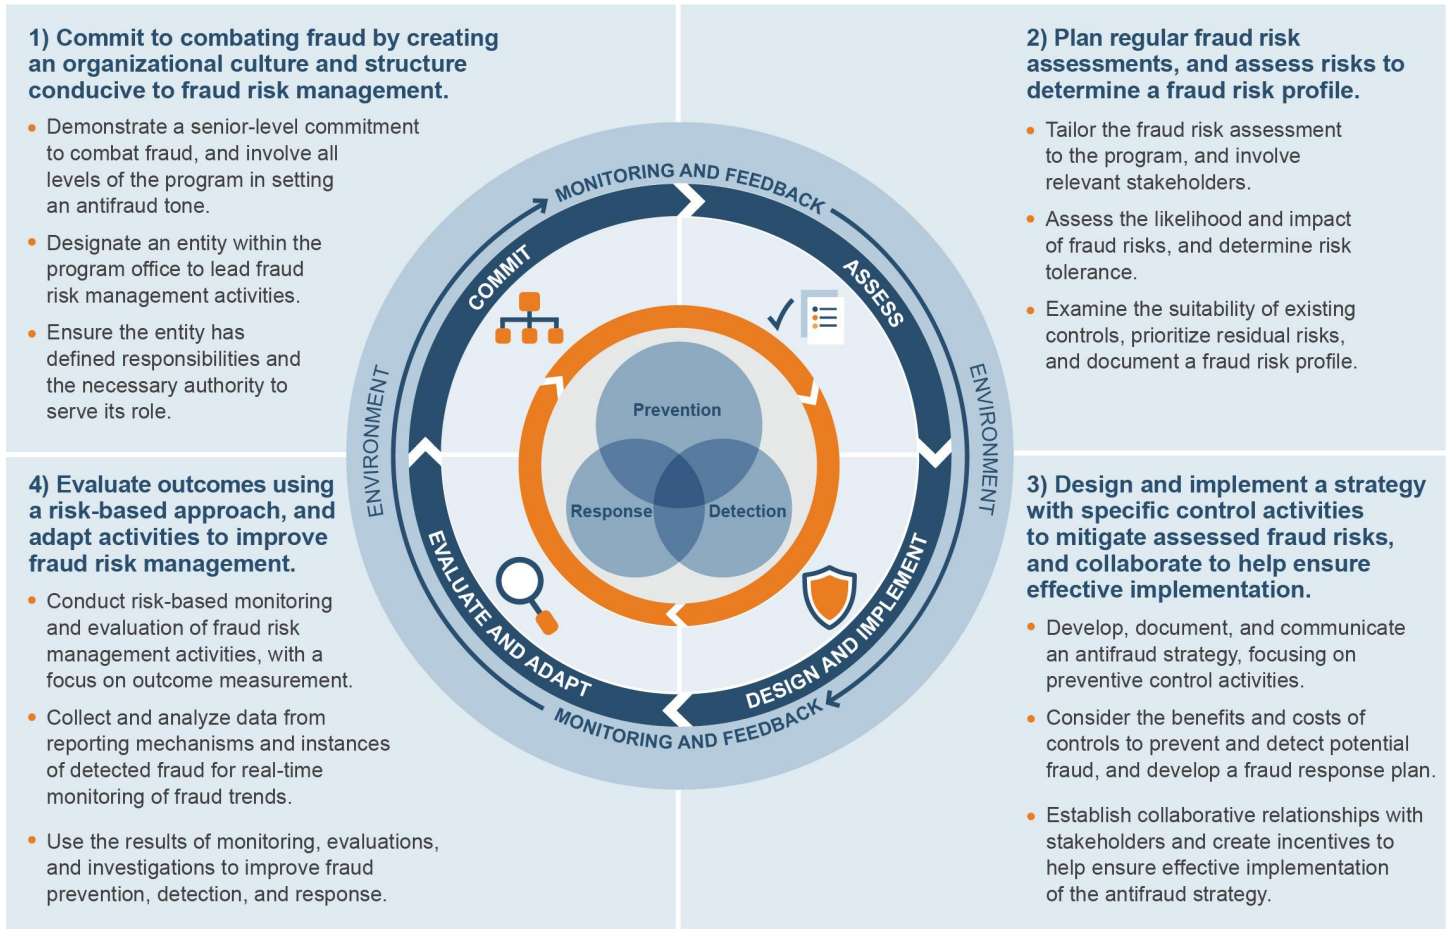 1) Commit to combating fraud by creating
an organizational culture and structure
conducive to fraud risk management.
• Demonstrate a senior-level commitment
to combat fraud, and involve all
levels of the program in setting
an antifraud tone.
• Designate an entity within the
program office to lead fraud
risk management activities.
• Ensure the entity has
defined responsibilities and
the necessary authority to
serve its role.
2) Plan regular fraud risk
assessments, and assess risks to
determine a fraud risk profile.
• Tailor the fraud risk assessment
to the program, and involve
relevant stakeholders.
• Assess the likelihood and impact
of fraud risks, and determine risk
tolerance.
• Examine the suitability of existing
controls, prioritize residual risks,
and document a fraud risk profile.
MONITORING AND FEEDBACK
COMMIT
ASSESS
ENVIRONMENT
ENVIRONMENT
Prevention
Response
Detection
EVALUATE AND ADAPT
DESIGN AND IMPLEMENT
MONITORING AND FEEDBACK
4) Evaluate outcomes using
a risk-based approach, and
adapt activities to improve
fraud risk management.
• Conduct risk-based monitoring
and evaluation of fraud risk
management activities, with a
focus on outcome measurement.
• Collect and analyze data from
reporting mechanisms and instances
of detected fraud for real-time
monitoring of fraud trends.
• Use the results of monitoring, evaluations,
and investigations to improve fraud
prevention, detection, and response.
3) Design and implement a strategy
with specific control activities
to mitigate assessed fraud risks,
and collaborate to help ensure
effective implementation.
• Develop, document, and communicate
an antifraud strategy, focusing on
preventive control activities.
• Consider the benefits and costs of
controls to prevent and detect potential
fraud, and develop a fraud response plan.
• Establish collaborative relationships with
stakeholders and create incentives to
help ensure effective implementation
of the antifraud strategy.